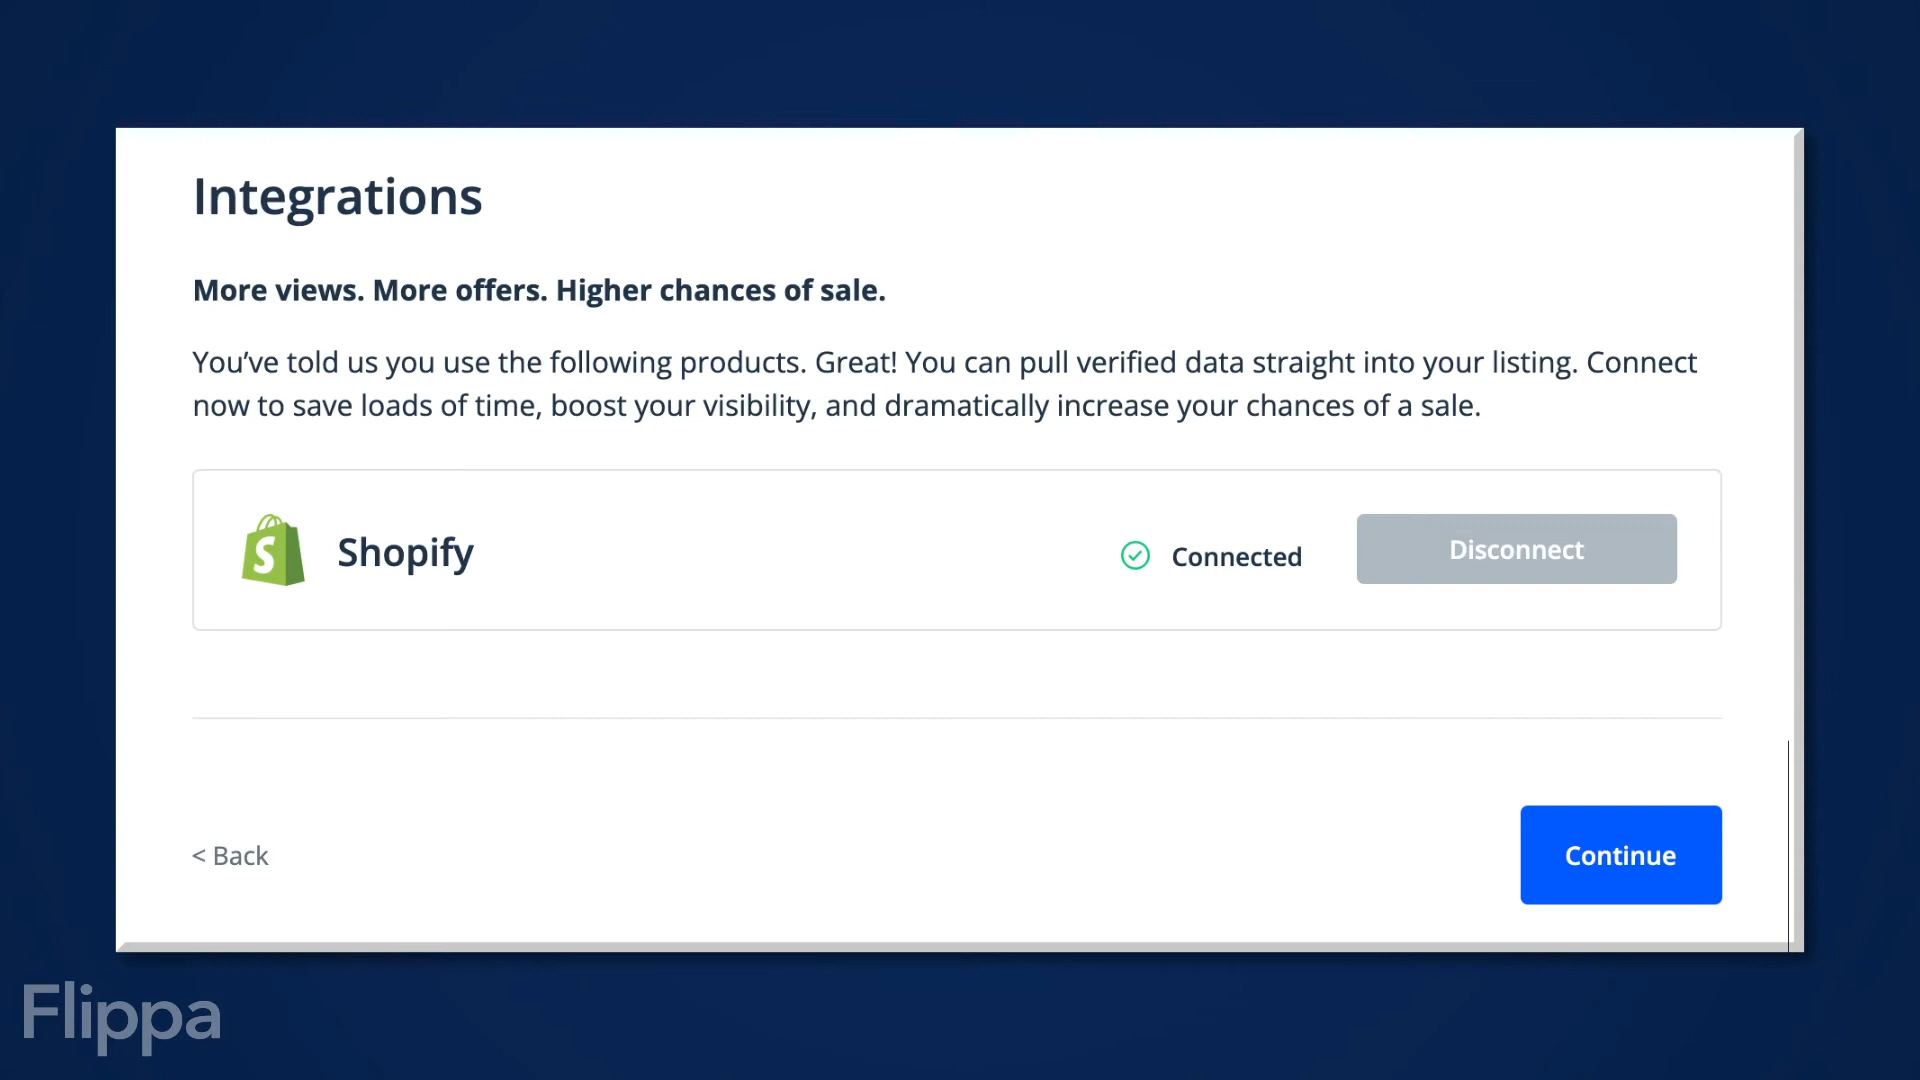 Integrations
More views. More offers. Higher chances of sale.
You’ve told us you use the following products. Great! You can pull verified data straight into your listing. Connect
now to save loads of time, boost your visibility, and dramatically increase your chances of a sale.
S
Shopify
Connected
Disconnect
< Back
Continue
Flippa